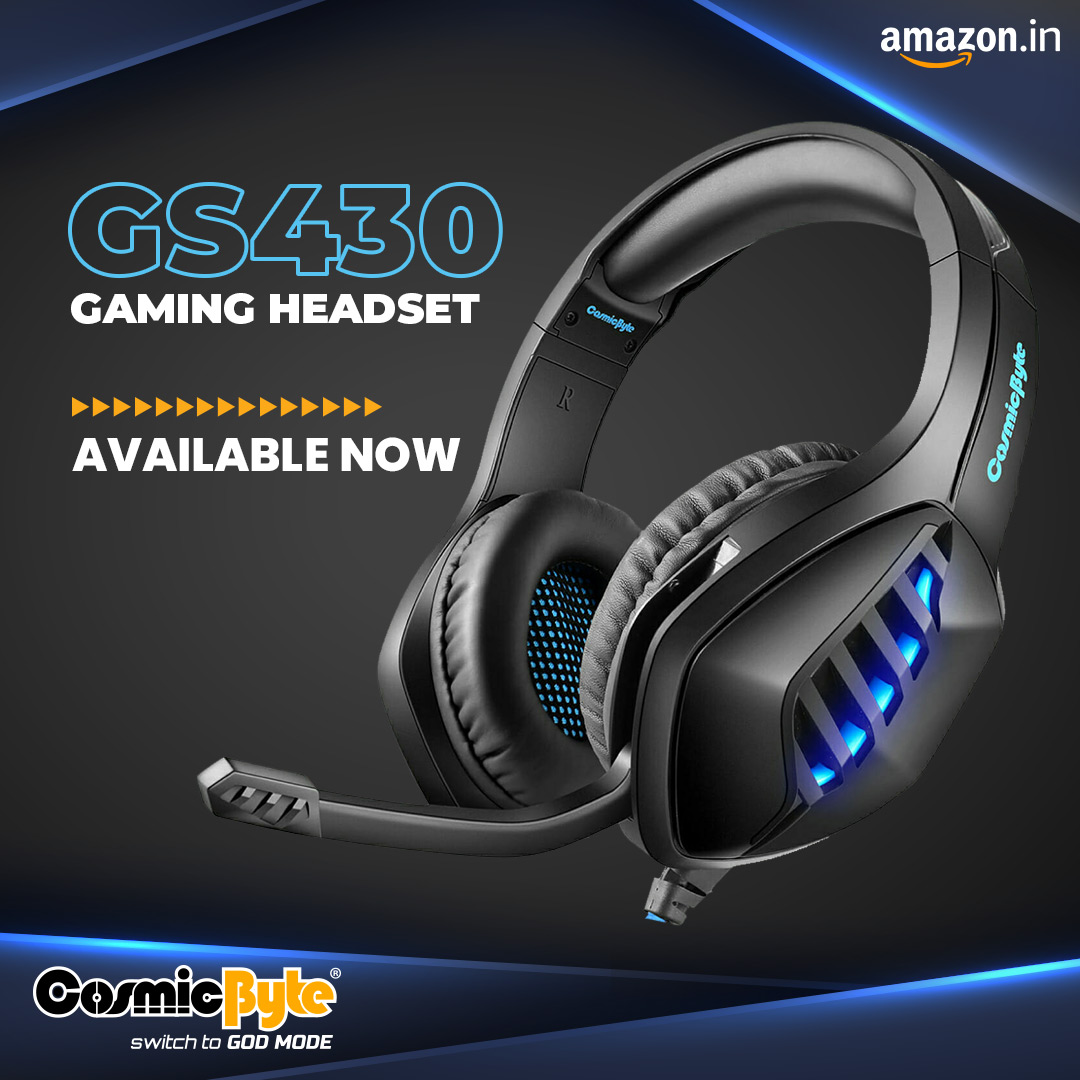 amazon.in
GS430
GAMING HEADSET
AVAILABLE NOW
CosmicByte
R
CosmicByte
CosmicByte®
switch to GOD MODE